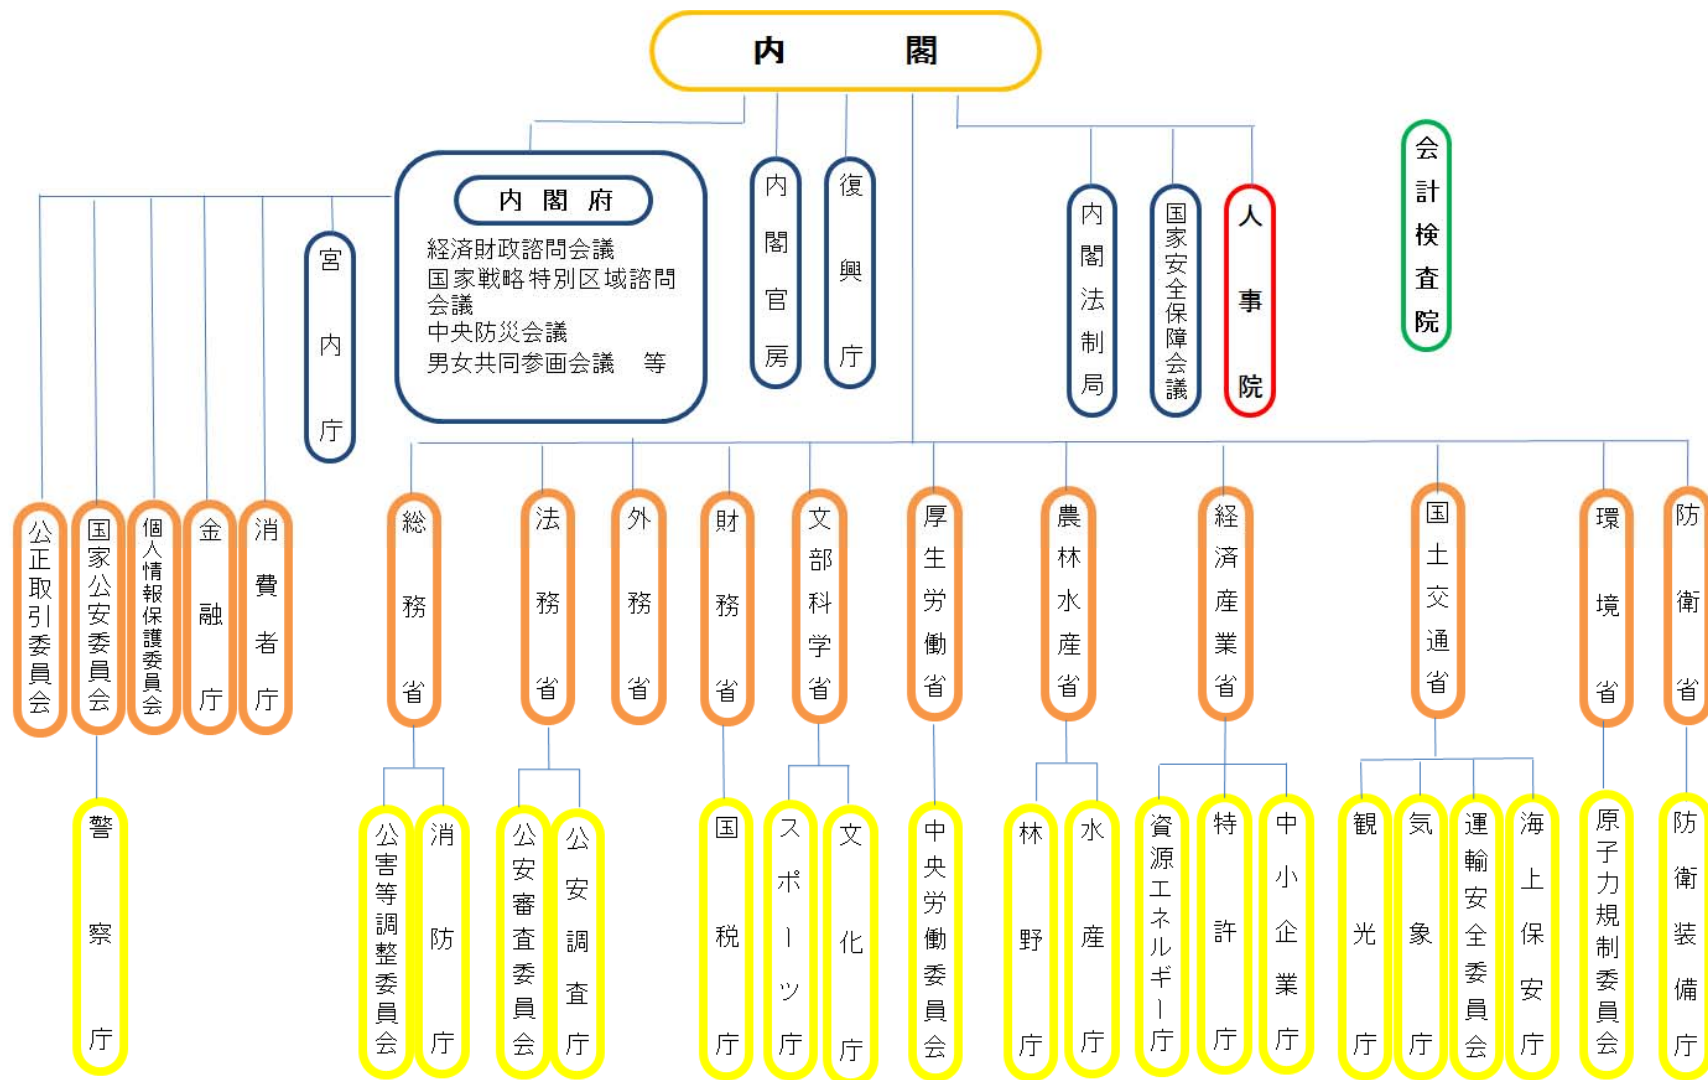 内 閣
内 閣 府
経済財政諮問会議
国家戦略特別区域諮問
会議
中央防災会議
男女共同参画会議 等
内閣官房
復興庁
内閣法制局
国家安全保障会議
人事院
会計検査院
宮内庁
公正取引委員会
国家公安委員会
個人情報保護委員会
金融庁
消費者庁
総務省
法務省
外務省
財務省
文部科学省
厚生労働省
農林水産省
経済産業省
国土交通省
環境省
防衛省
警察庁
公害等調整委員会
消防庁
公安審査委員会
公安調査庁
国税庁
スポーツ庁
文化庁
中央労働委員会
林野庁
水産庁
資源エネルギー庁
特許庁
中小企業庁
観光庁
気象庁
運輸安全委員会
海上保安庁
原子力規制委員会
防衛装備庁